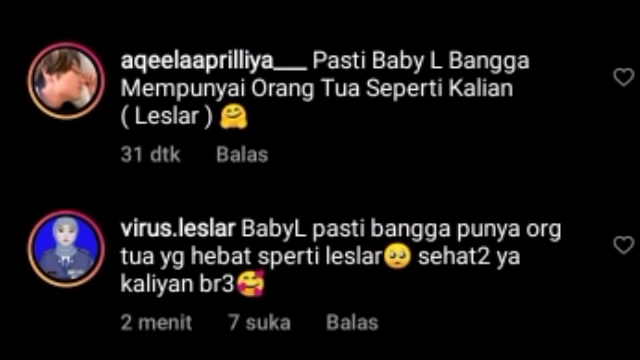 aqeelaaprilliya___ Pasti Baby L Bangga
Mempunyai Orang Tua Seperti Kalian
( Leslar ) 🤗
31 dtk Balas
virus.leslar BabyL pasti bangga punya org
tua yg hebat sperti leslar🥺 sehat2 ya
kaliyan br3🥰
2 menit 7 suka Balas